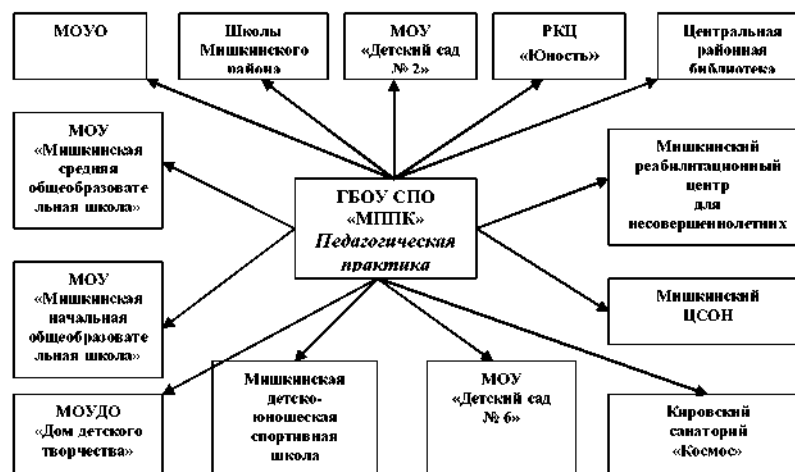 МОУО
Школы
Мишкинского
района
МОУ
«Детский сад
№ 2»
РКЦ
«Юность»
Центральная
районная
библиотека
МОУ
«Мишкинская
средняя
общеобразовате
льная школа»
ГБОУ СПО
«МППК»
Педагогическая
практика
Мишкинский
реабилитационный
центр
для
несовершеннолетних
МОУ
«Мишкинская
начальная
общеобразовате
льная школа»
Мишкинский
ЦСОН
МОУДО
«Дом детского
творчества»
Мишкинская
детско-
юношеская
спортивная
школа
МОУ
«Детский сад
№ 6»
Кировский
санаторий
«Космос»